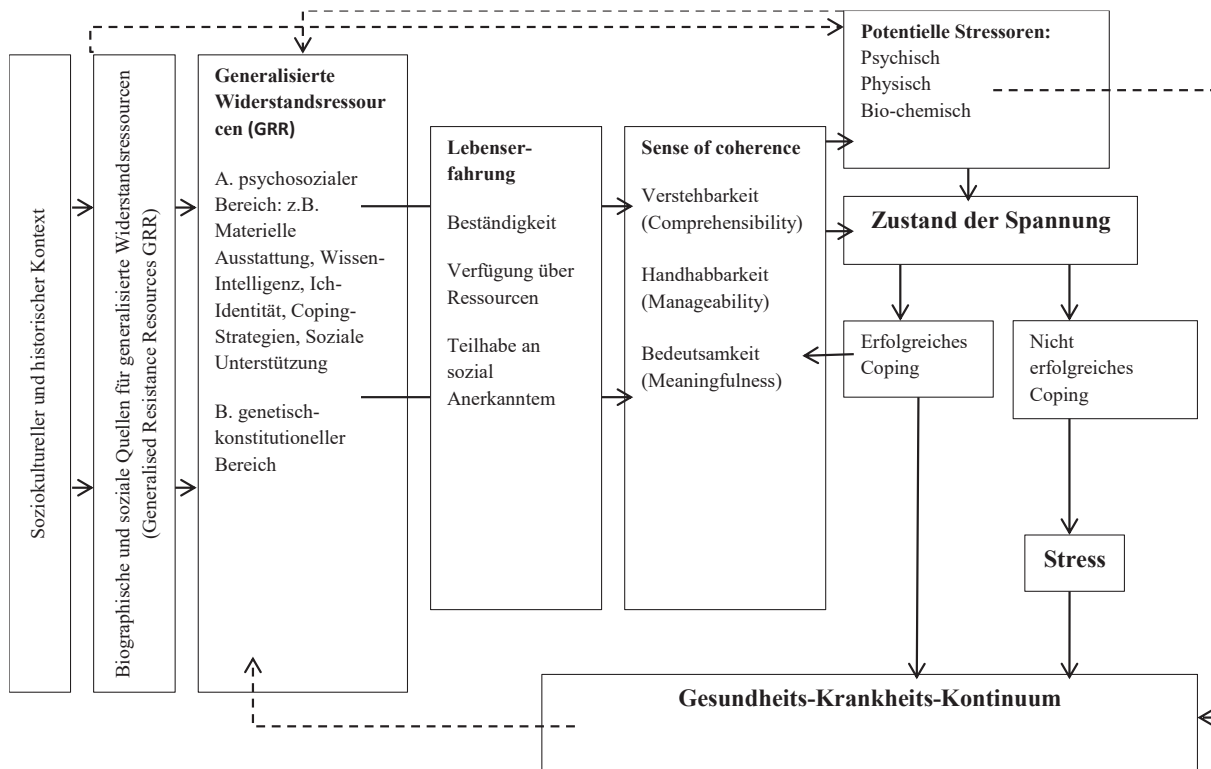 Soziokultureller und historischer Kontext
Biographische und soziale Quellen für generalisierte Widerstandsressourcen
(Generalised Resistance Resources GRR)
Generalisierte
Widerstandsressour
cen (GRR)
A. psychosozialer
Bereich: z.B.
Materielle
Ausstattung, Wissen-
Intelligenz, Ich-
Identität, Coping-
Strategien, Soziale
Unterstützung
B. genetisch-
konstitutioneller
Bereich
Lebenser-
fahrung
Beständigkeit
Verfügung über
Ressourcen
Teilhabe an
sozial
Anerkanntem
Sense of coherence
Verstehbarkeit
(Comprehensibility)
Handhabbarkeit
(Manageability)
Bedeutsamkeit
(Meaningfulness)
Potentielle Stressoren:
Psychisch
Physisch
Bio-chemisch
Zustand der Spannung
Erfolgreiches
Coping
Nicht
erfolgreiches
Coping
Stress
Gesundheits-Krankheits-Kontinuum